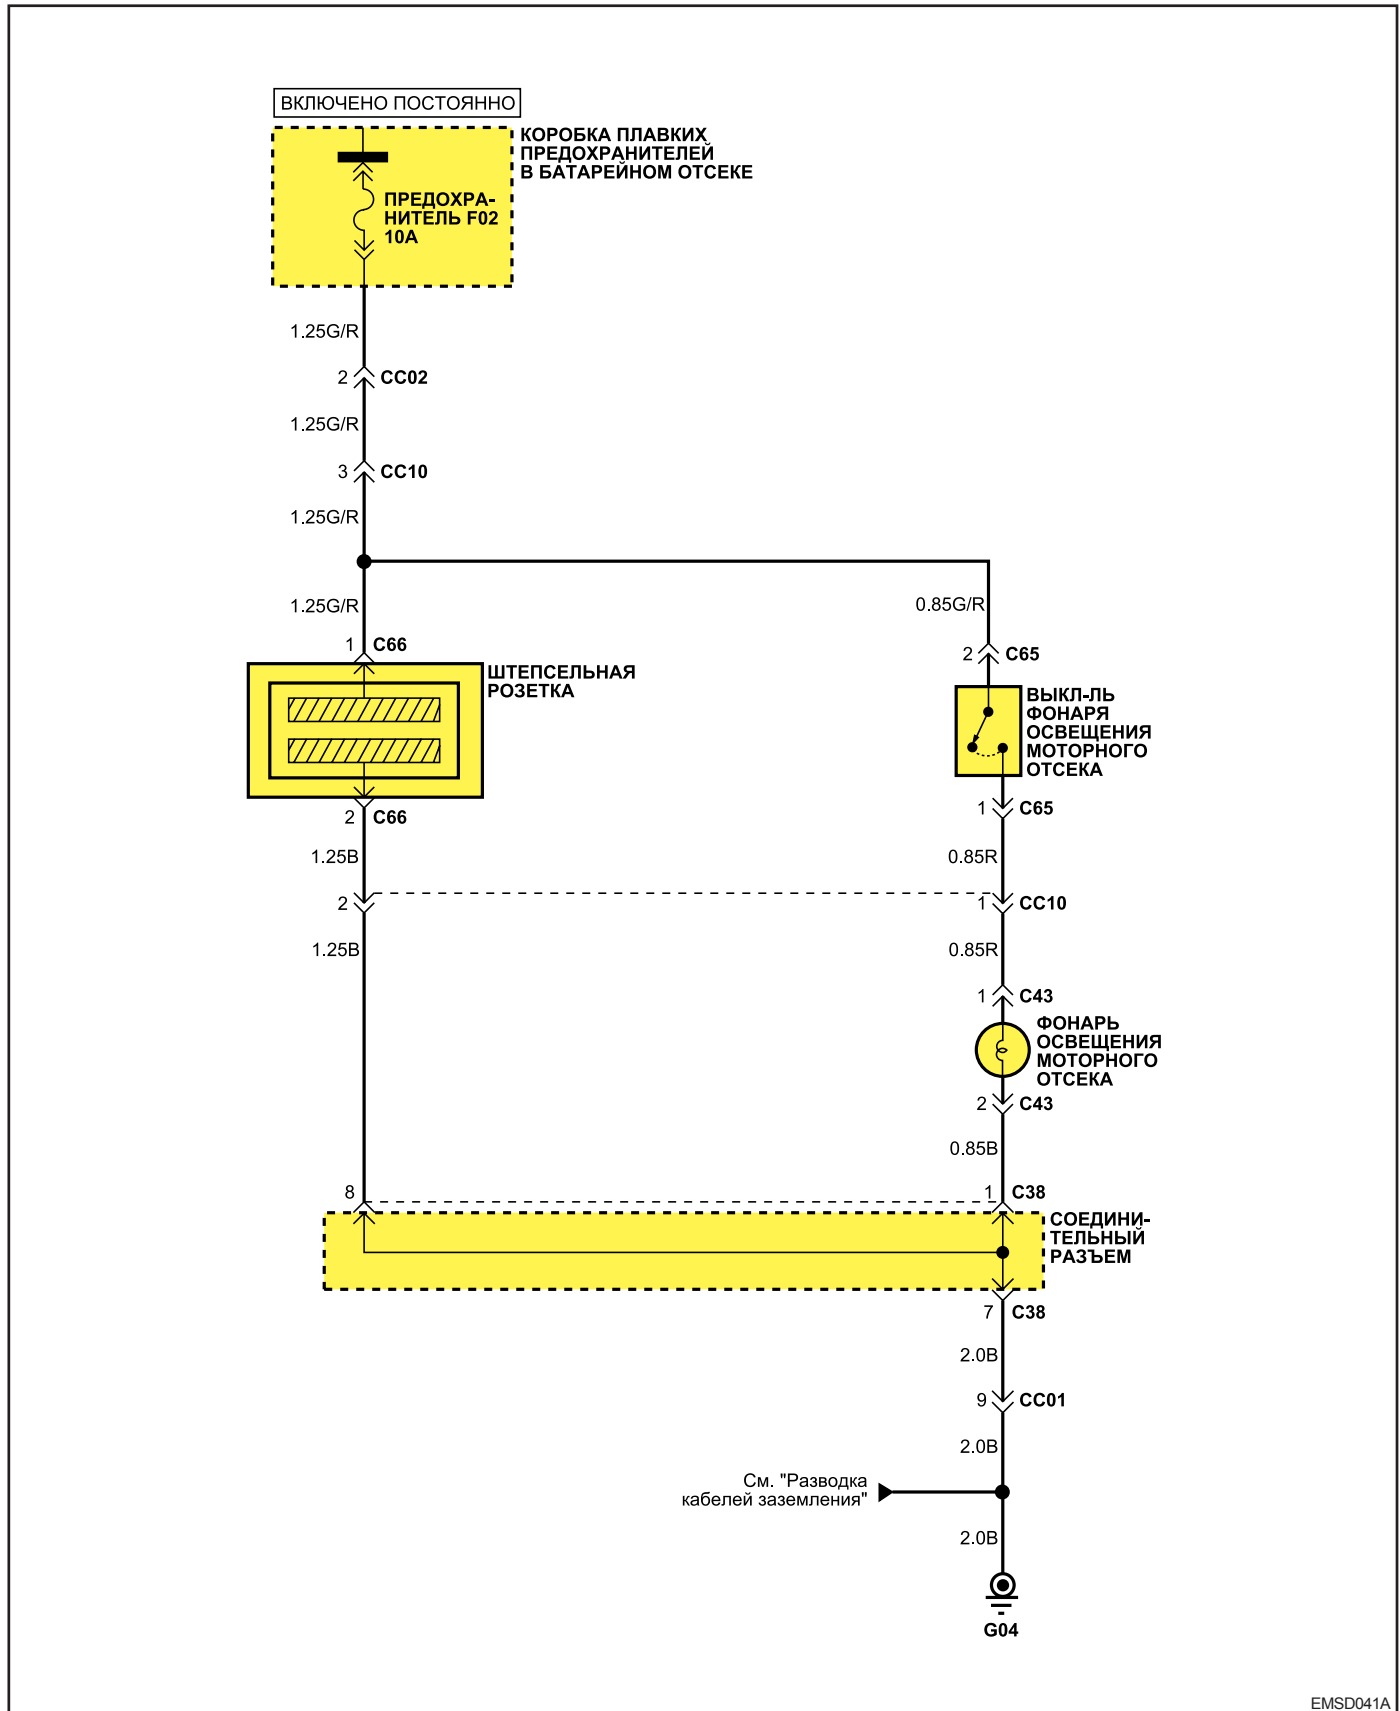 ВКЛЮЧЕНО ПОСТОЯННО
КОРОБКА ПЛАВКИХ
ПРЕДОХРАНИТЕЛЕЙ
В БАТАРЕЙНОМ ОТСЕКЕ
ПРЕДОХРА-
НИТЕЛЬ F02
10А
1.25G/R
2 CC02
1.25G/R
3 CC10
1.25G/R
1.25G/R
0.85G/R
1 C66
2 C65
ШТЕПСЕЛЬНАЯ
РОЗЕТКА
ВЫКЛ-ЛЬ
ФОНАРЯ
ОСВЕЩЕНИЯ
МОТОРНОГО
ОТСЕКА
2 C66
1 C65
1.25B
0.85R
2
1 CC10
1.25B
0.85R
1 C43
ФОНАРЬ
ОСВЕЩЕНИЯ
МОТОРНОГО
ОТСЕКА
2 C43
0.85B
8
1 C38
СОЕДИНИ-
ТЕЛЬНЫЙ
РАЗЪЕМ
7 C38
2.0B
9 CC01
2.0B
См. "Разводка
кабелей заземления"
2.0B
G04
EMSD041A